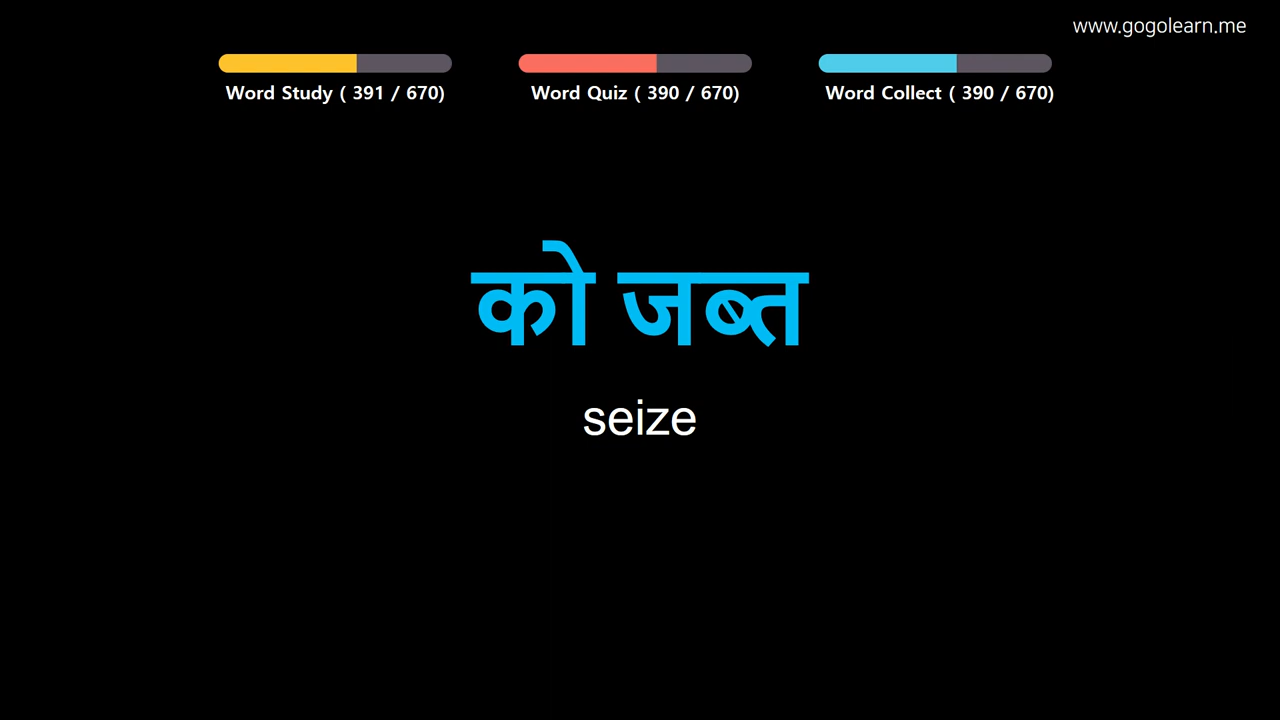 www.gogolearn.me
Word Study ( 391 / 670)
Word Quiz ( 390 / 670)
Word Collect ( 390 / 670)
को जब्त
seize